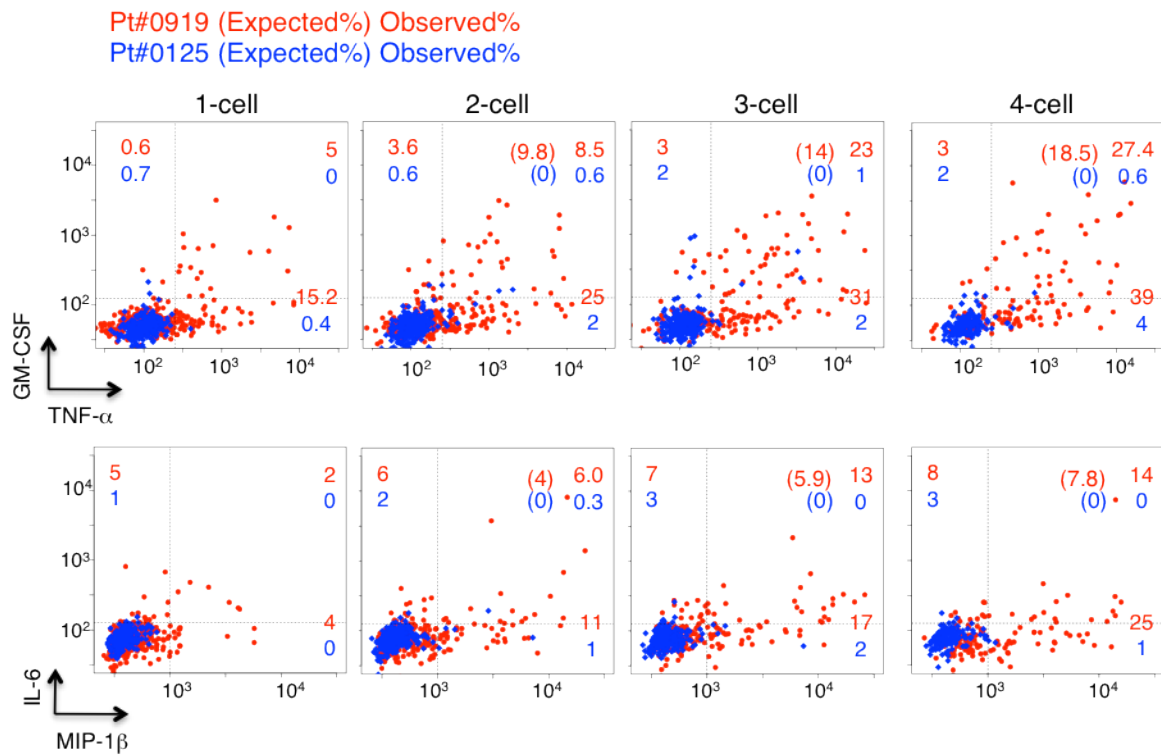 Pt#0919 (Expected%) Observed%
Pt#0125 (Expected%) Observed%
1-cell 2-cell 3-cell 4-cell
0.6 5 3.6 (9.8) 8.5 3 (14) 23 3 (18.5) 27.4
0.7 0 0.6 (0) 0.6 2 (0) 1 2 (0) 0.6
10⁴
10³
10²
15.2 25 31 39
0.4 2 2 4
10² 10³ 10⁴ 10² 10³ 10⁴ 10² 10³ 10⁴ 10² 10³ 10⁴
GM-CSF
TNF-α
5 2 6 (4) 6.0 7 (5.9) 13 8 (7.8) 14
1 0 2 (0) 0.3 3 (0) 0 3 (0) 0
10⁴
10³
10²
4 11 17 25
0 1 2 1
10³ 10⁴ 10³ 10⁴ 10³ 10⁴ 10³ 10⁴
IL-6
MIP-1β